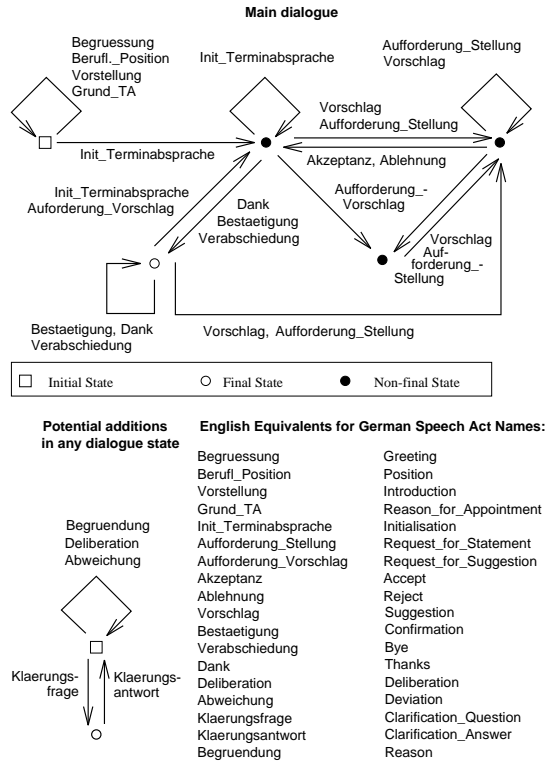 Main dialogue
Begruessung
Berufl._Position
Vorstellung
Grund_TA
Init_Terminabsprache
Aufforderung_Stellung
Vorschlag
Init_Terminabsprache
Vorschlag
Aufforderung_Stellung
Akzeptanz, Ablehnung
Init_Terminabsprache
Auforderung_Vorschlag
Dank
Bestaetigung
Verabschiedung
Aufforderung_-
Vorschlag
Vorschlag
Auf-
forderung_-
Stellung
Bestaetigung, Dank
Verabschiedung
Vorschlag, Aufforderung_Stellung
Initial State Final State Non-final State
Potential additions
in any dialogue state
Begruendung
Deliberation
Abweichung
Klaerungs-
frage
Klaerungs-
antwort
English Equivalents for German Speech Act Names:
Begruessung Greeting
Berufl_Position Position
Vorstellung Introduction
Grund_TA Reason_for_Appointment
Init_Terminabsprache Initialisation
Aufforderung_Stellung Request_for_Statement
Aufforderung_Vorschlag Request_for_Suggestion
Akzeptanz Accept
Ablehnung Reject
Vorschlag Suggestion
Bestaetigung Confirmation
Verabschiedung Bye
Dank Thanks
Deliberation Deliberation
Abweichung Deviation
Klaerungsfrage Clarification_Question
Klaerungsantwort Clarification_Answer
Begruendung Reason